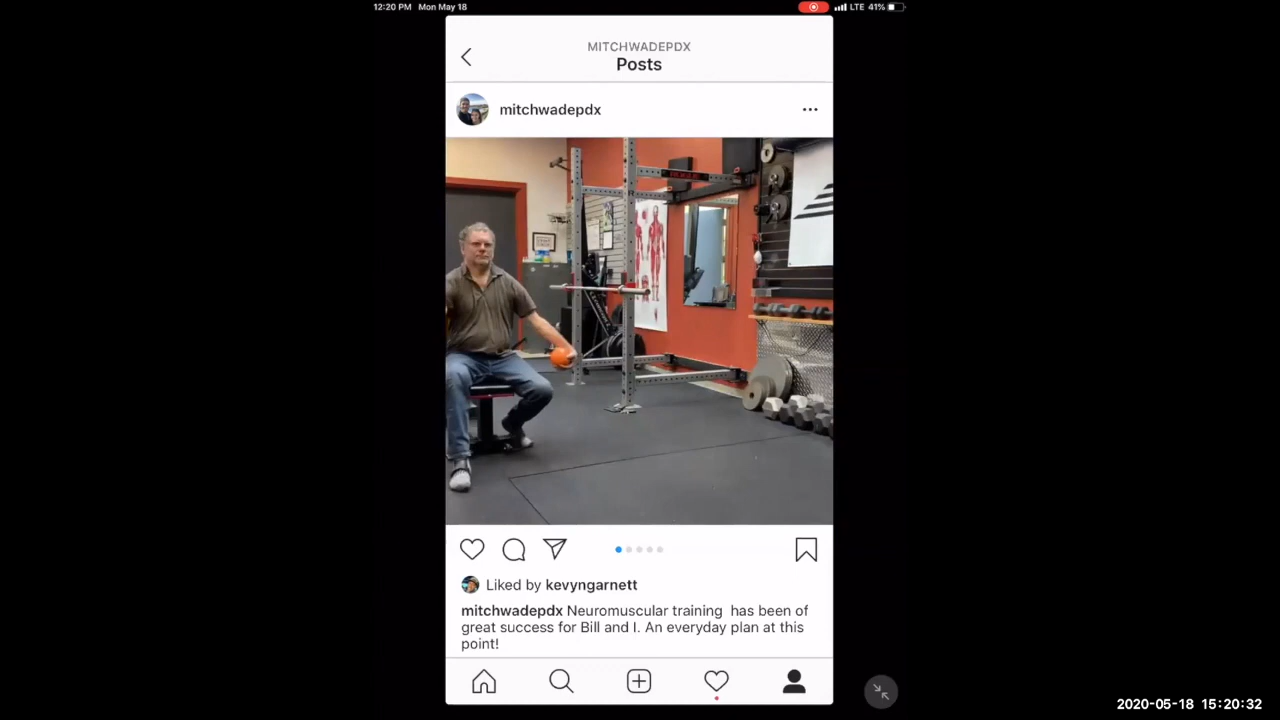 12:20 PM Mon May 18
LTE 41%
MITCHWADEPDX
Posts
mitchwadepdx
Liked by kevyngarnett
mitchwadepdx Neuromuscular training has been of
great success for Bill and I. An everyday plan at this
point!
2020-05-18 15:20:32